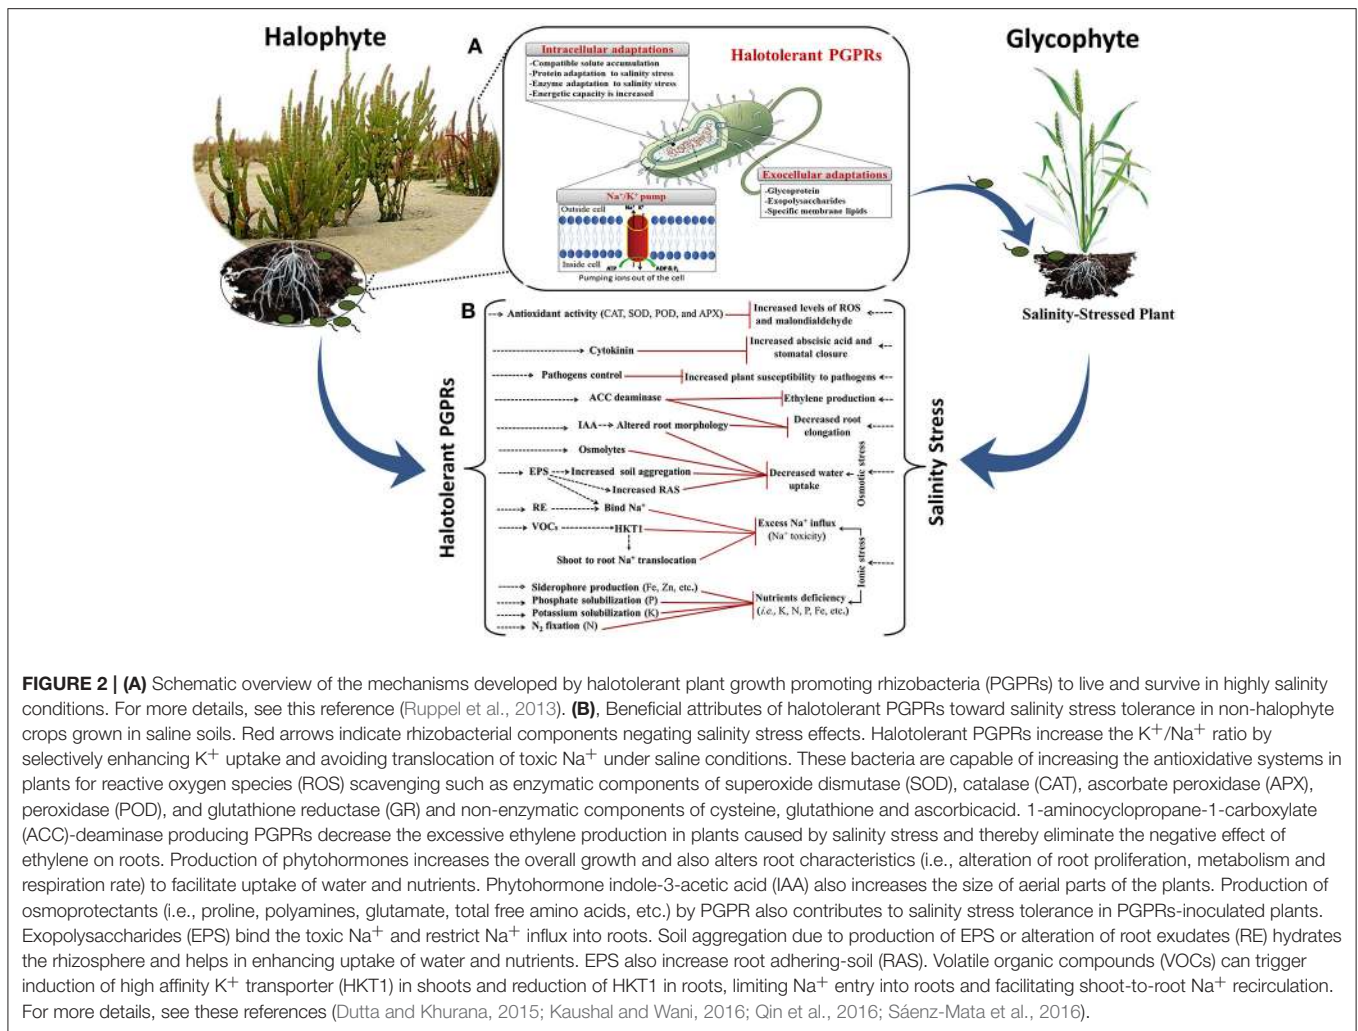 Halophyte
A
Glycophyte
Halotolerant PGPRs
Intracellular adaptations
-Compatible solute accumulation
-Protein adaptation to salinity stress
-Enzyme adaptation to salinity stress
-Energetic capacity is increased
Exocellular adaptations
-Glycoprotein
-Exopolysaccharides
-Specific membrane lipids
Na⁺/K⁺ pump
Outside cell
Na⁺ K⁺
Inside cell
ATP
ADP& Pᵢ
Pumping ions out of the cell
Salinity-Stressed Plant
B
Halotolerant PGPRs
Antioxidant activity (CAT, SOD, POD, and APX)
Increased levels of ROS
and malondialdehyde
Cytokinin
Increased abscisic acid and
stomatal closure
Pathogens control
Increased plant susceptibility to pathogens
ACC deaminase
Ethylene production
IAA
Altered root morphology
Decreased root
elongation
Osmolytes
EPS
Increased soil aggregation
Increased RAS
Decreased water
uptake
Osmotic stress
RE
Bind Na⁺
VOCs
HKT1
Shoot to root Na⁺ translocation
Excess Na⁺ influx
(Na⁺ toxicity)
Ionic stress
Siderophore production (Fe, Zn, etc.)
Phosphate solubilization (P)
Potassium solubilization (K)
N₂ fixation (N)
Nutrients deficiency
(i.e., K, N, P, Fe, etc.)
Salinity Stress
FIGURE 2 | (A) Schematic overview of the mechanisms developed by halotolerant plant growth promoting rhizobacteria (PGPRs) to live and survive in highly salinity
conditions. For more details, see this reference (Ruppel et al., 2013). (B), Beneficial attributes of halotolerant PGPRs toward salinity stress tolerance in non-halophyte
crops grown in saline soils. Red arrows indicate rhizobacterial components negating salinity stress effects. Halotolerant PGPRs increase the K⁺/Na⁺ ratio by
selectively enhancing K⁺ uptake and avoiding translocation of toxic Na⁺ under saline conditions. These bacteria are capable of increasing the antioxidative systems in
plants for reactive oxygen species (ROS) scavenging such as enzymatic components of superoxide dismutase (SOD), catalase (CAT), ascorbate peroxidase (APX),
peroxidase (POD), and glutathione reductase (GR) and non-enzymatic components of cysteine, glutathione and ascorbicacid. 1-aminocyclopropane-1-carboxylate
(ACC)-deaminase producing PGPRs decrease the excessive ethylene production in plants caused by salinity stress and thereby eliminate the negative effect of
ethylene on roots. Production of phytohormones increases the overall growth and also alters root characteristics (i.e., alteration of root proliferation, metabolism and
respiration rate) to facilitate uptake of water and nutrients. Phytohormone indole-3-acetic acid (IAA) also increases the size of aerial parts of the plants. Production of
osmoprotectants (i.e., proline, polyamines, glutamate, total free amino acids, etc.) by PGPR also contributes to salinity stress tolerance in PGPRs-inoculated plants.
Exopolysaccharides (EPS) bind the toxic Na⁺ and restrict Na⁺ influx into roots. Soil aggregation due to production of EPS or alteration of root exudates (RE) hydrates
the rhizosphere and helps in enhancing uptake of water and nutrients. EPS also increase root adhering-soil (RAS). Volatile organic compounds (VOCs) can trigger
induction of high affinity K⁺ transporter (HKT1) in shoots and reduction of HKT1 in roots, limiting Na⁺ entry into roots and facilitating shoot-to-root Na⁺ recirculation.
For more details, see these references (Dutta and Khurana, 2015; Kaushal and Wani, 2016; Qin et al., 2016; Sáenz-Mata et al., 2016).